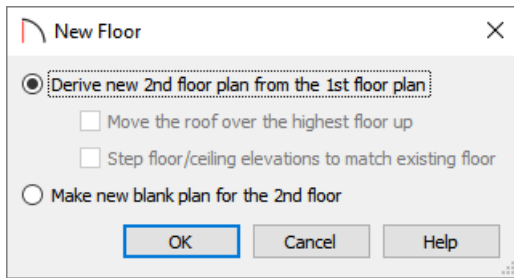 New Floor
Derive new 2nd floor plan from the 1st floor plan
Move the roof over the highest floor up
Step floor/ceiling elevations to match existing floor
Make new blank plan for the 2nd floor
OK Cancel Help